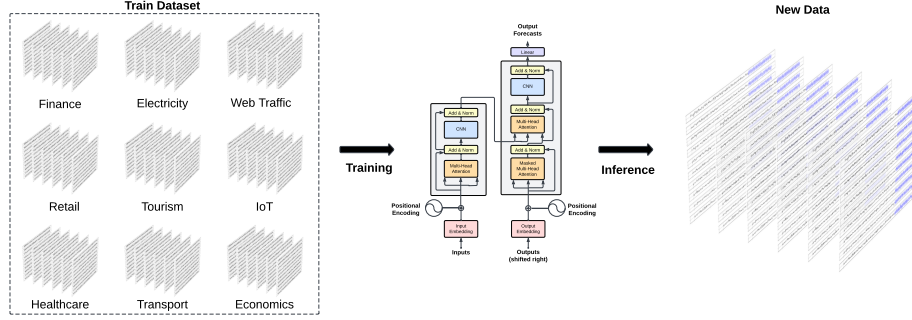 Train Dataset
Finance
Electricity
Web Traffic
Retail
Tourism
IoT
Healthcare
Transport
Economics
Training
Output
Forecasts
Linear
Add & Norm
CNN
Add & Norm
Multi-Head
Attention
Add & Norm
Masked
Multi-Head
Attention
Add & Norm
CNN
Add & Norm
Multi-Head
Attention
Positional
Encoding
Positional
Encoding
Input
Embedding
Output
Embedding
Inputs
Outputs
(shifted right)
Inference
New Data